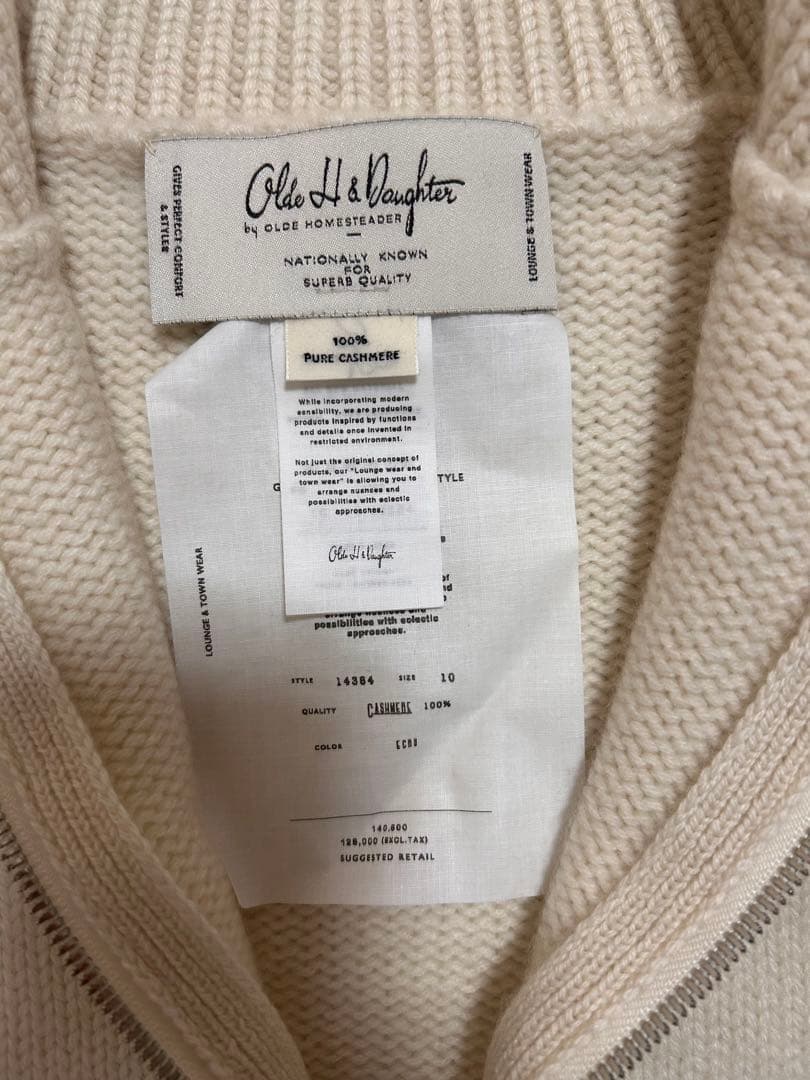 Olde H & Daughter
by OLDE HOMESTEADER
NATIONALLY KNOWN
FOR
SUPERB QUALITY
GIVES PERFECT COMFORT
& STYLES
LOUNGE & TOWN WEAR
100%
PURE CASHMERE
While incorporating modern
sensibility, we are producing
products inspired by functions
and details once invented in
restricted environment.
Not just the original concept of
products, our "Lounge wear and
town wear" is allowing you to
arrange nuances and
possibilities with eclectic
approaches.
Olde H & Daughter
G
TYLE
LOUNGE & TOWN WEAR
possibilities with eclectic
approaches.
STYLE 14384 SIZE 10
QUALITY CASHMERE 100%
COLOR ECRU
140,800
128,000 (EXCL.TAX)
SUGGESTED RETAIL